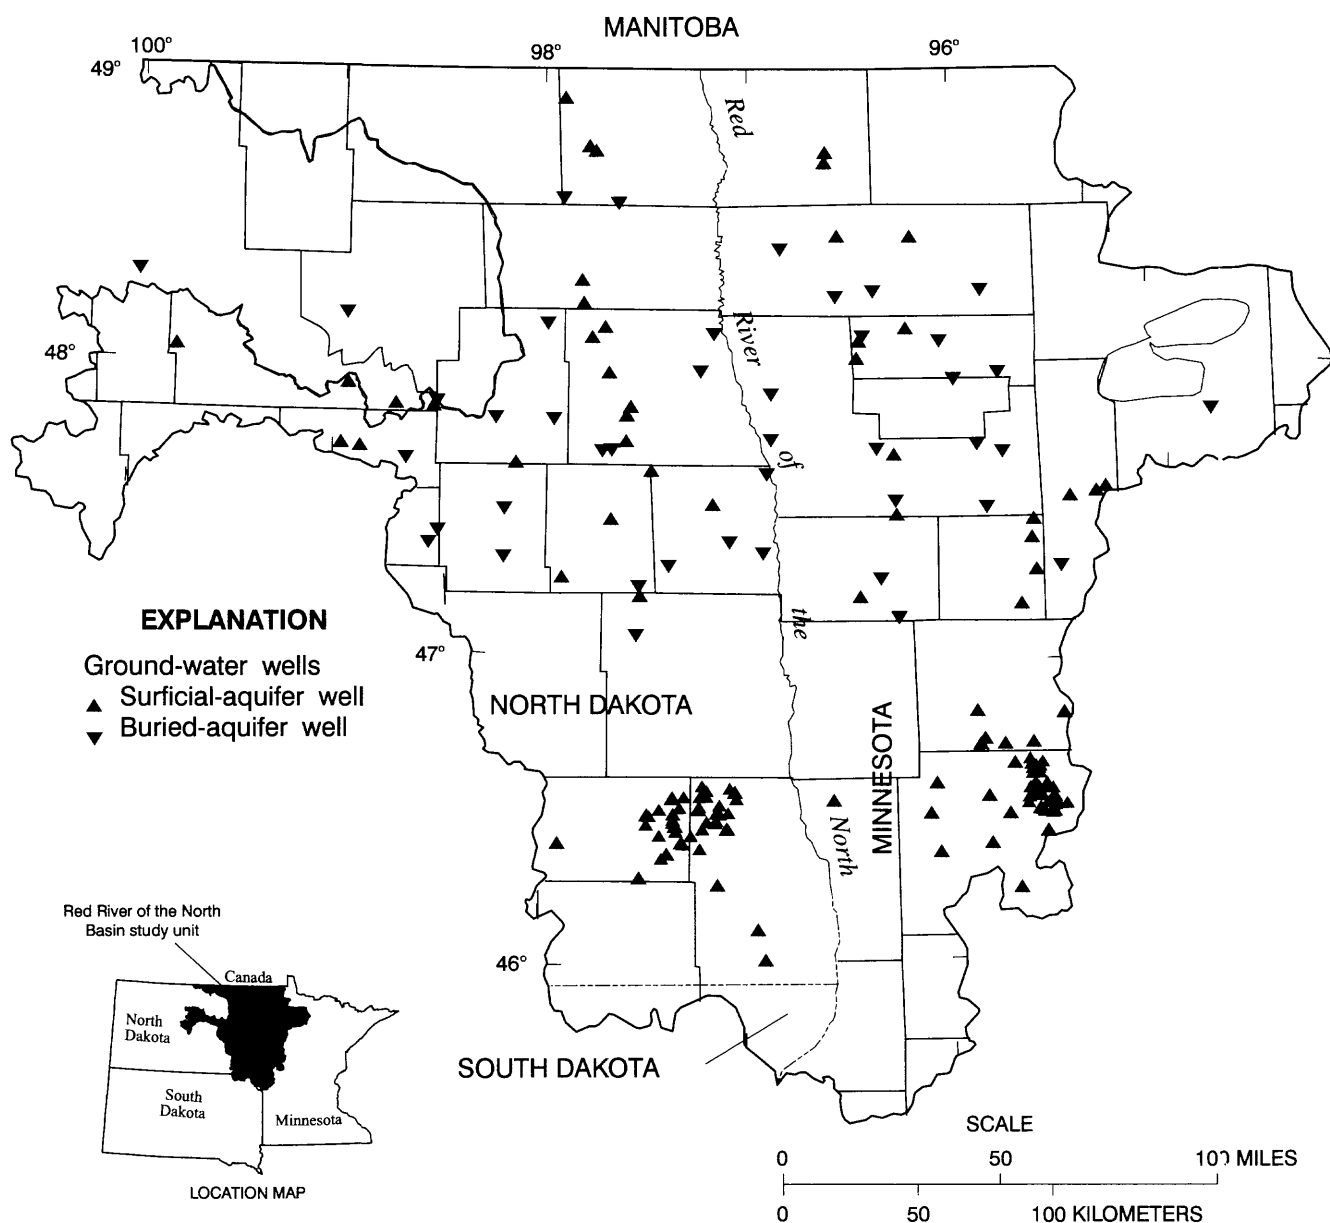 MANITOBA
100°
98°
96°
49°
Red
River
of
the
North
48°
EXPLANATION
Ground-water wells
Surficial-aquifer well
Buried-aquifer well
47°
NORTH DAKOTA
MINNESOTA
46°
SOUTH DAKOTA
Red River of the North
Basin study unit
Canada
North
Dakota
South
Dakota
Minnesota
LOCATION MAP
SCALE
0 50 100 MILES
0 50 100 KILOMETERS